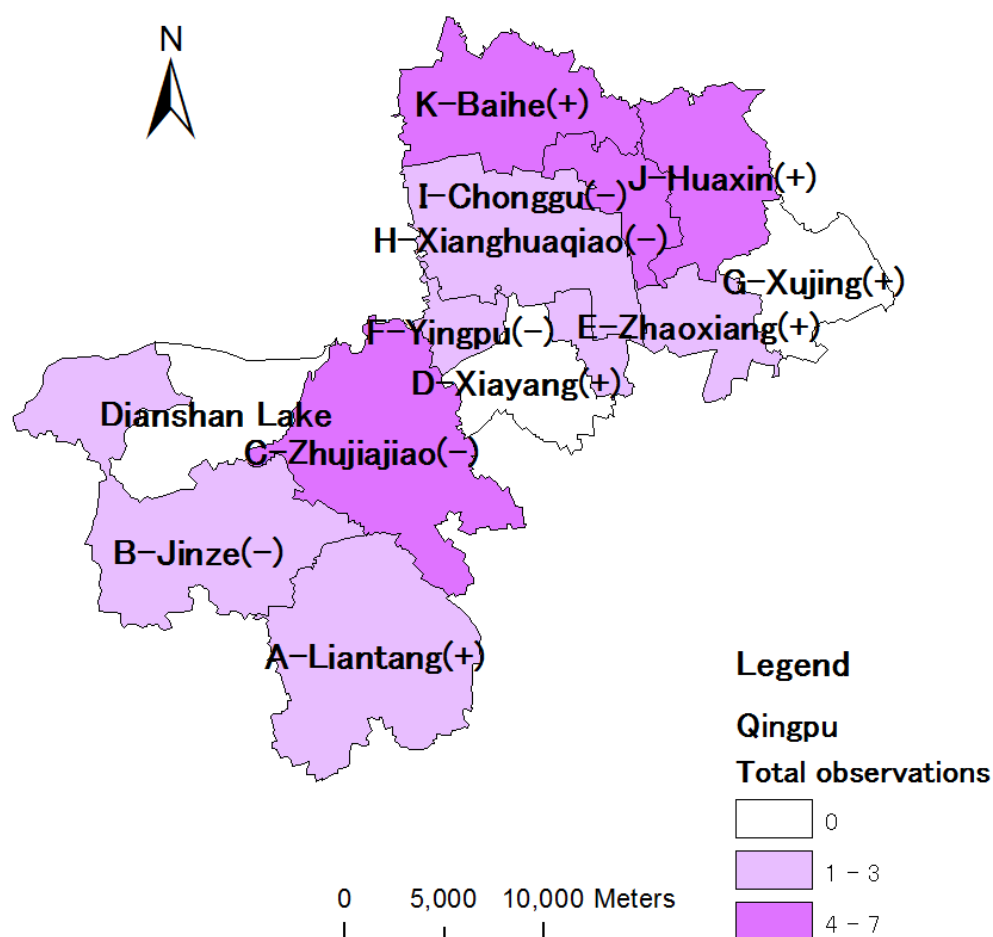 N
K-Baihe(+)
J-Huaxin(+)
I-Chonggu(-)
H-Xianghuaqiao(-)
G-Xujing(+)
F-Yingpu(-)
E-Zhaoxiang(+)
D-Xiayang(+)
Dianshan Lake
C-Zhujiajiao(-)
B-Jinze(-)
A-Liantang(+)
Legend
Qingpu
Total observations
0
1 - 3
4 - 7
0 5,000 10,000 Meters